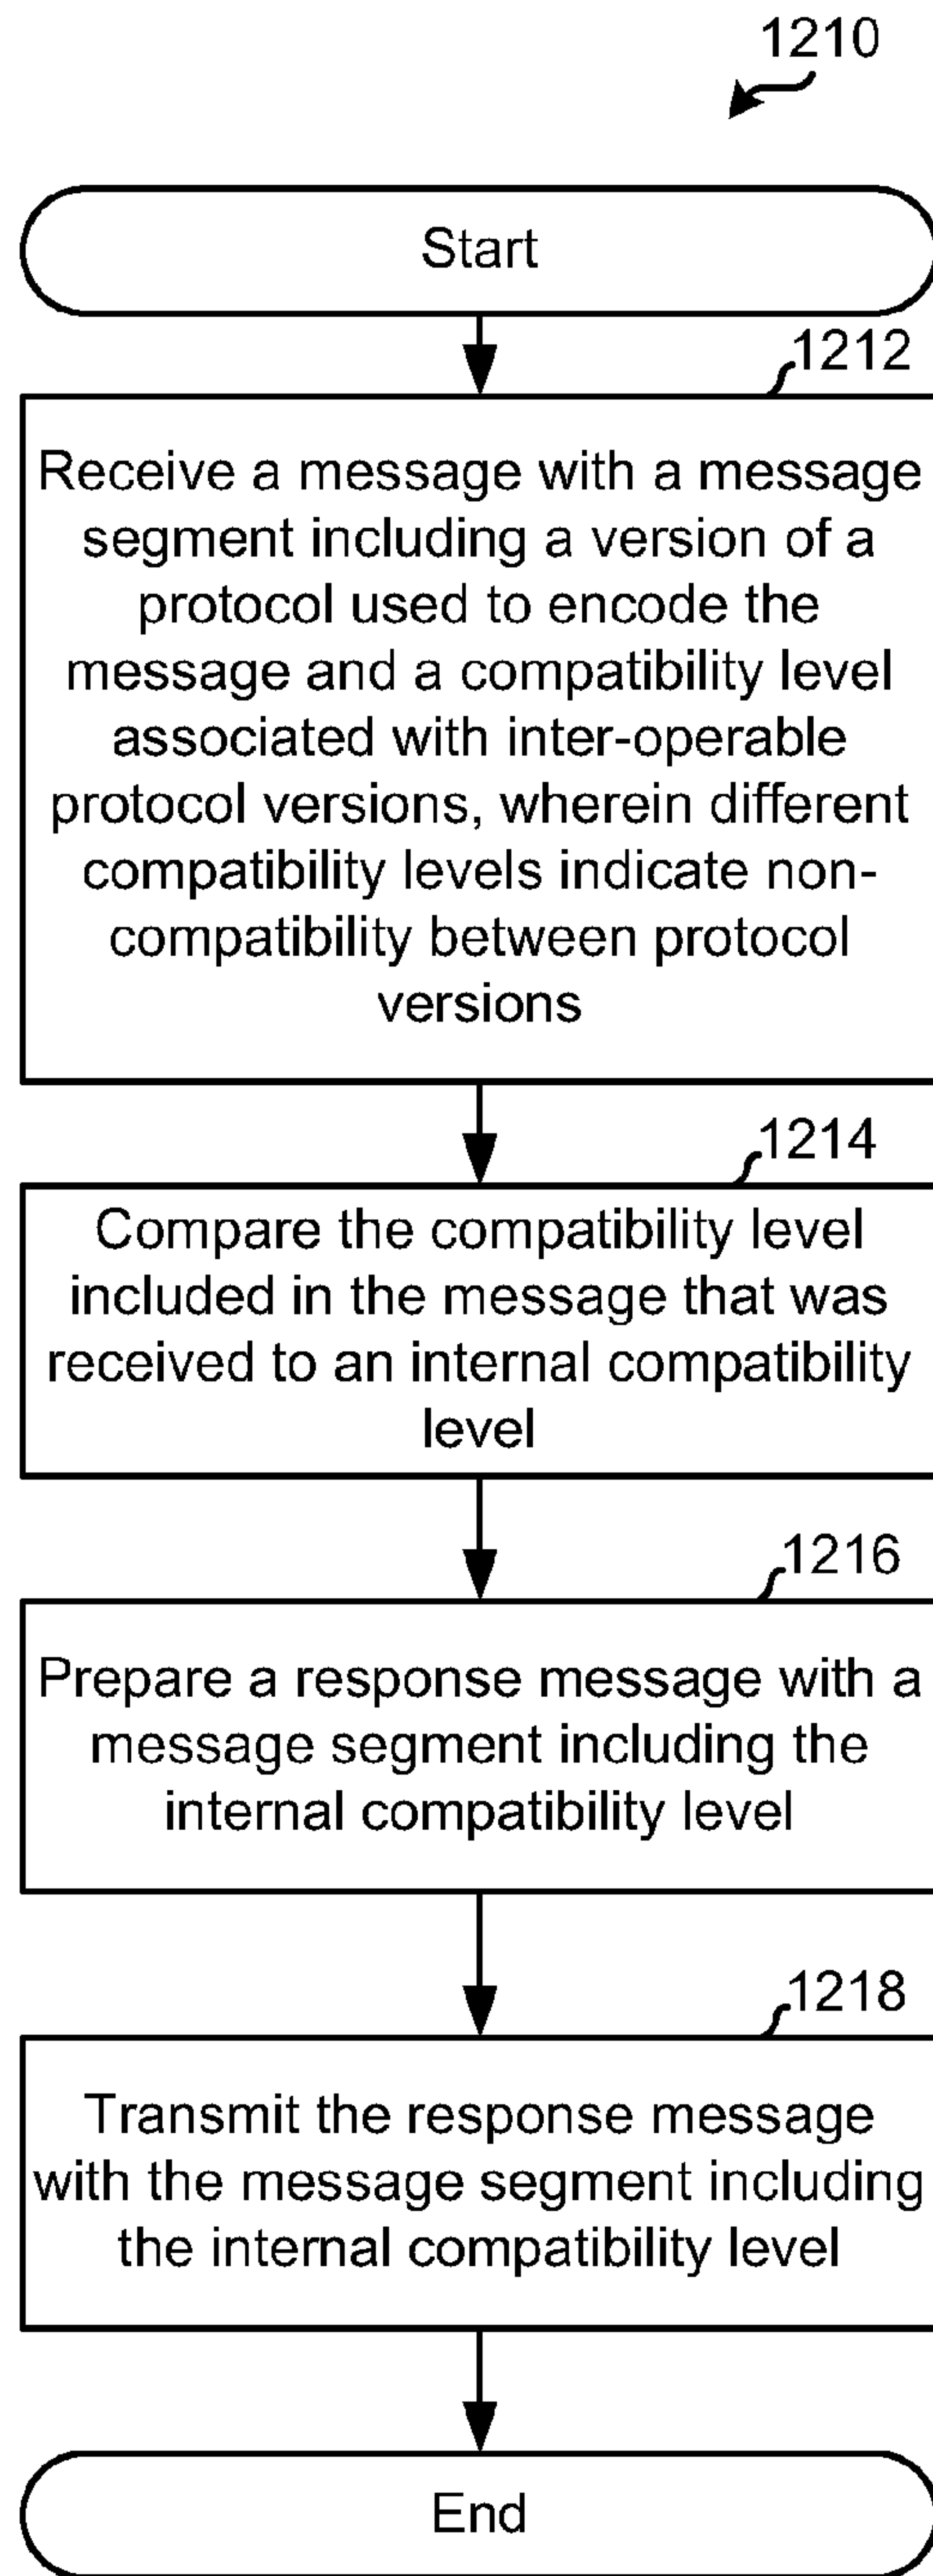 1210
Start
1212
Receive a message with a message
segment including a version of a
protocol used to encode the
message and a compatibility level
associated with inter-operable
protocol versions, wherein different
compatibility levels indicate non-
compatibility between protocol
versions
1214
Compare the compatibility level
included in the message that was
received to an internal compatibility
level
1216
Prepare a response message with a
message segment including the
internal compatibility level
1218
Transmit the response message
with the message segment including
the internal compatibility level
End